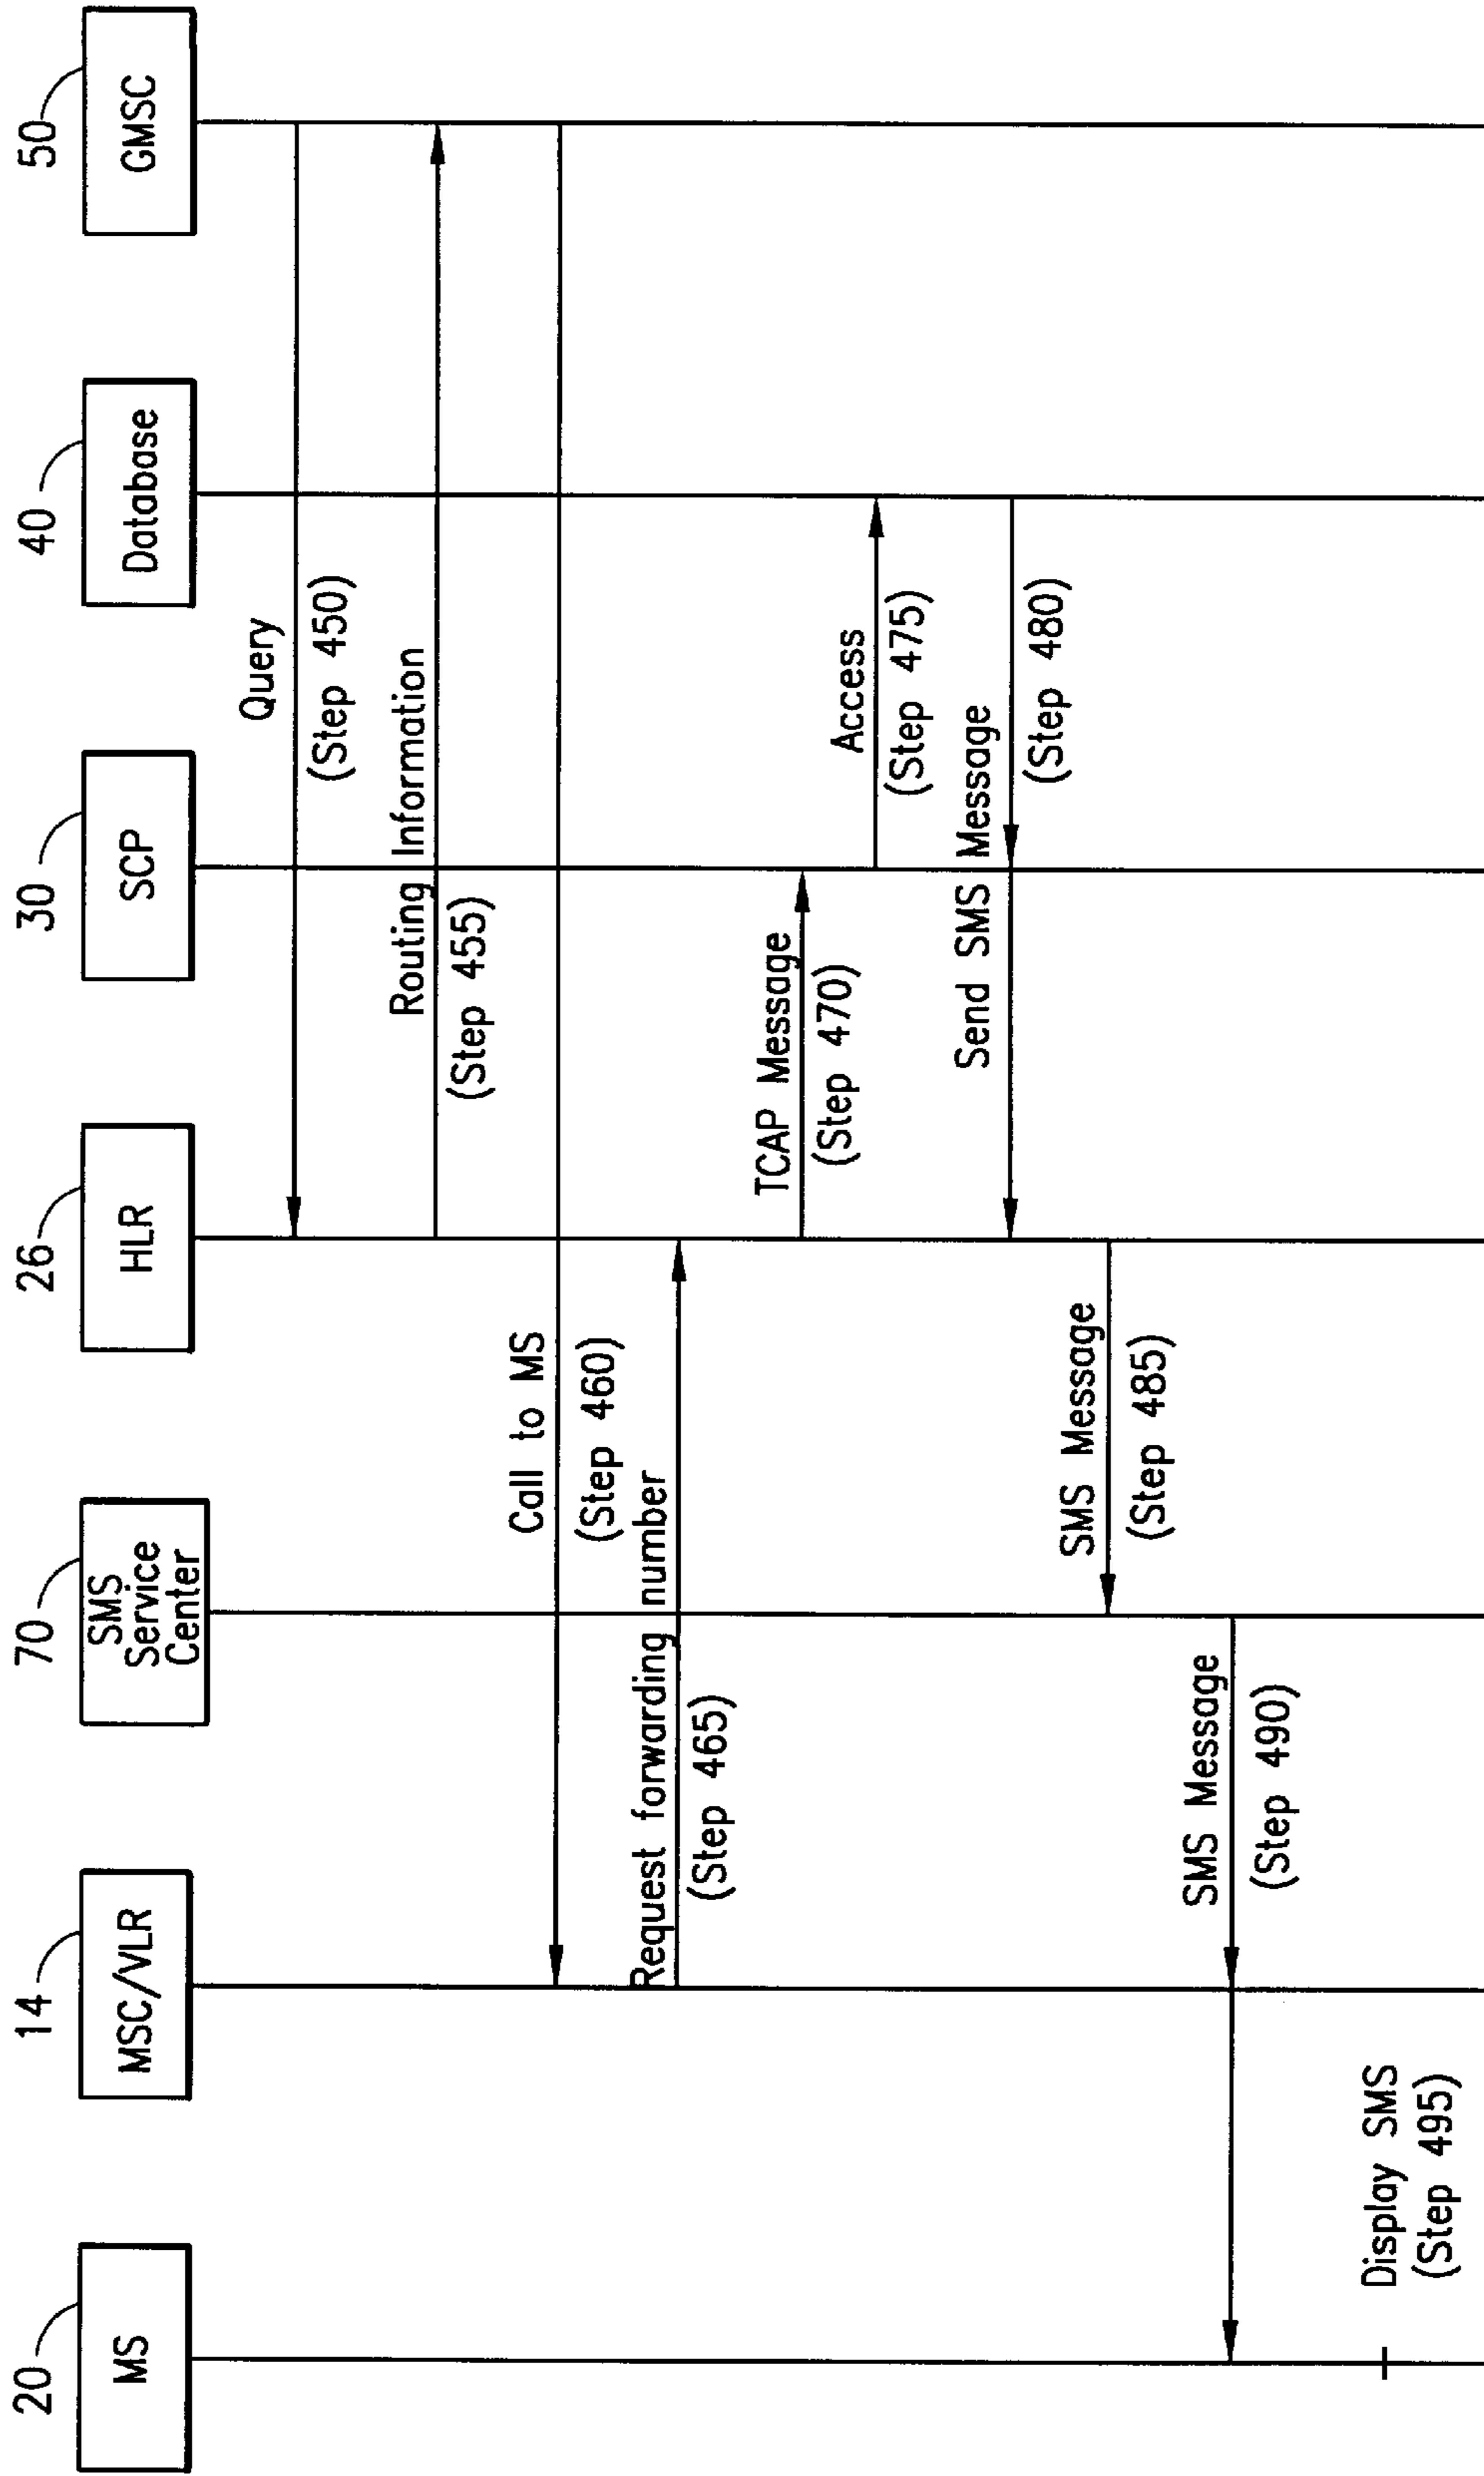 20
MS
14
MSC/VLR
70
SMS
Service
Center
26
HLR
30
SCP
40
Database
50
GMSC
Query
(Step 450)
Routing Information
(Step 455)
Call to MS
(Step 460)
Request forwarding number
(Step 465)
TCAP Message
(Step 470)
Access
(Step 475)
Send SMS Message
(Step 480)
SMS Message
(Step 485)
SMS Message
(Step 490)
Display SMS
(Step 495)